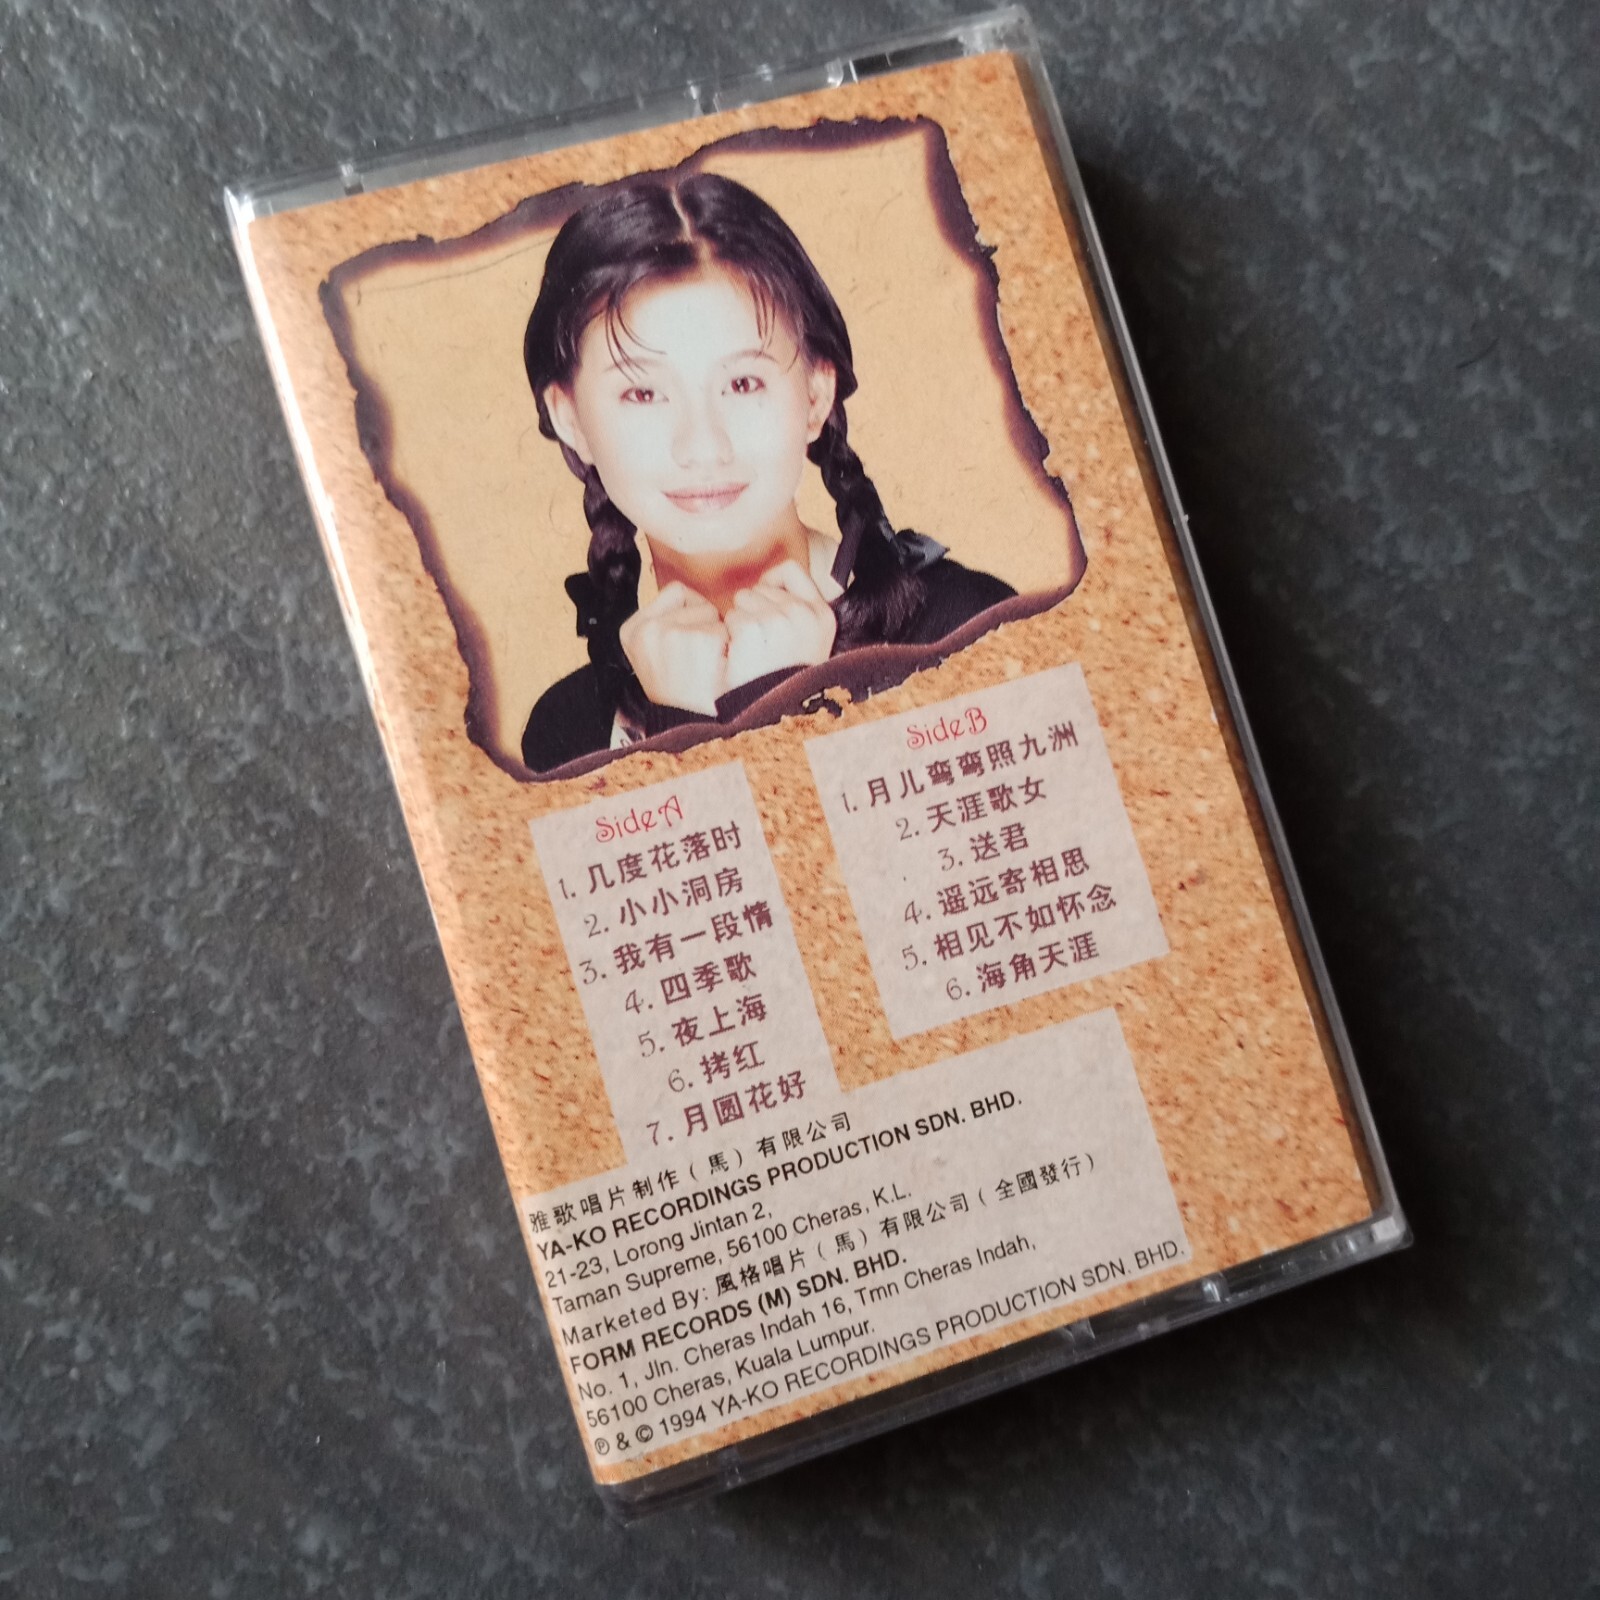 Side A
1. 几度花落时
2. 小小洞房
3. 我有一段情
4. 四季歌
5. 夜上海
6. 拷红
7. 月圆花好
Side B
1. 月儿弯弯照九洲
2. 天涯歌女
3. 送君
4. 遥远寄相思
5. 相见不如怀念
6. 海角天涯
雅歌唱片制作(馬)有限公司
YA-KO RECORDINGS PRODUCTION SDN. BHD.
21-23, Lorong Jintan 2,
Taman Supreme, 56100 Cheras, K.L.
Marketed By: 風格唱片(馬)有限公司(全國發行)
FORM RECORDS (M) SDN. BHD.
No. 1, Jln. Cheras Indah 16, Tmn Cheras Indah,
56100 Cheras, Kuala Lumpur.
℗ & © 1994 YA-KO RECORDINGS PRODUCTION SDN. BHD.